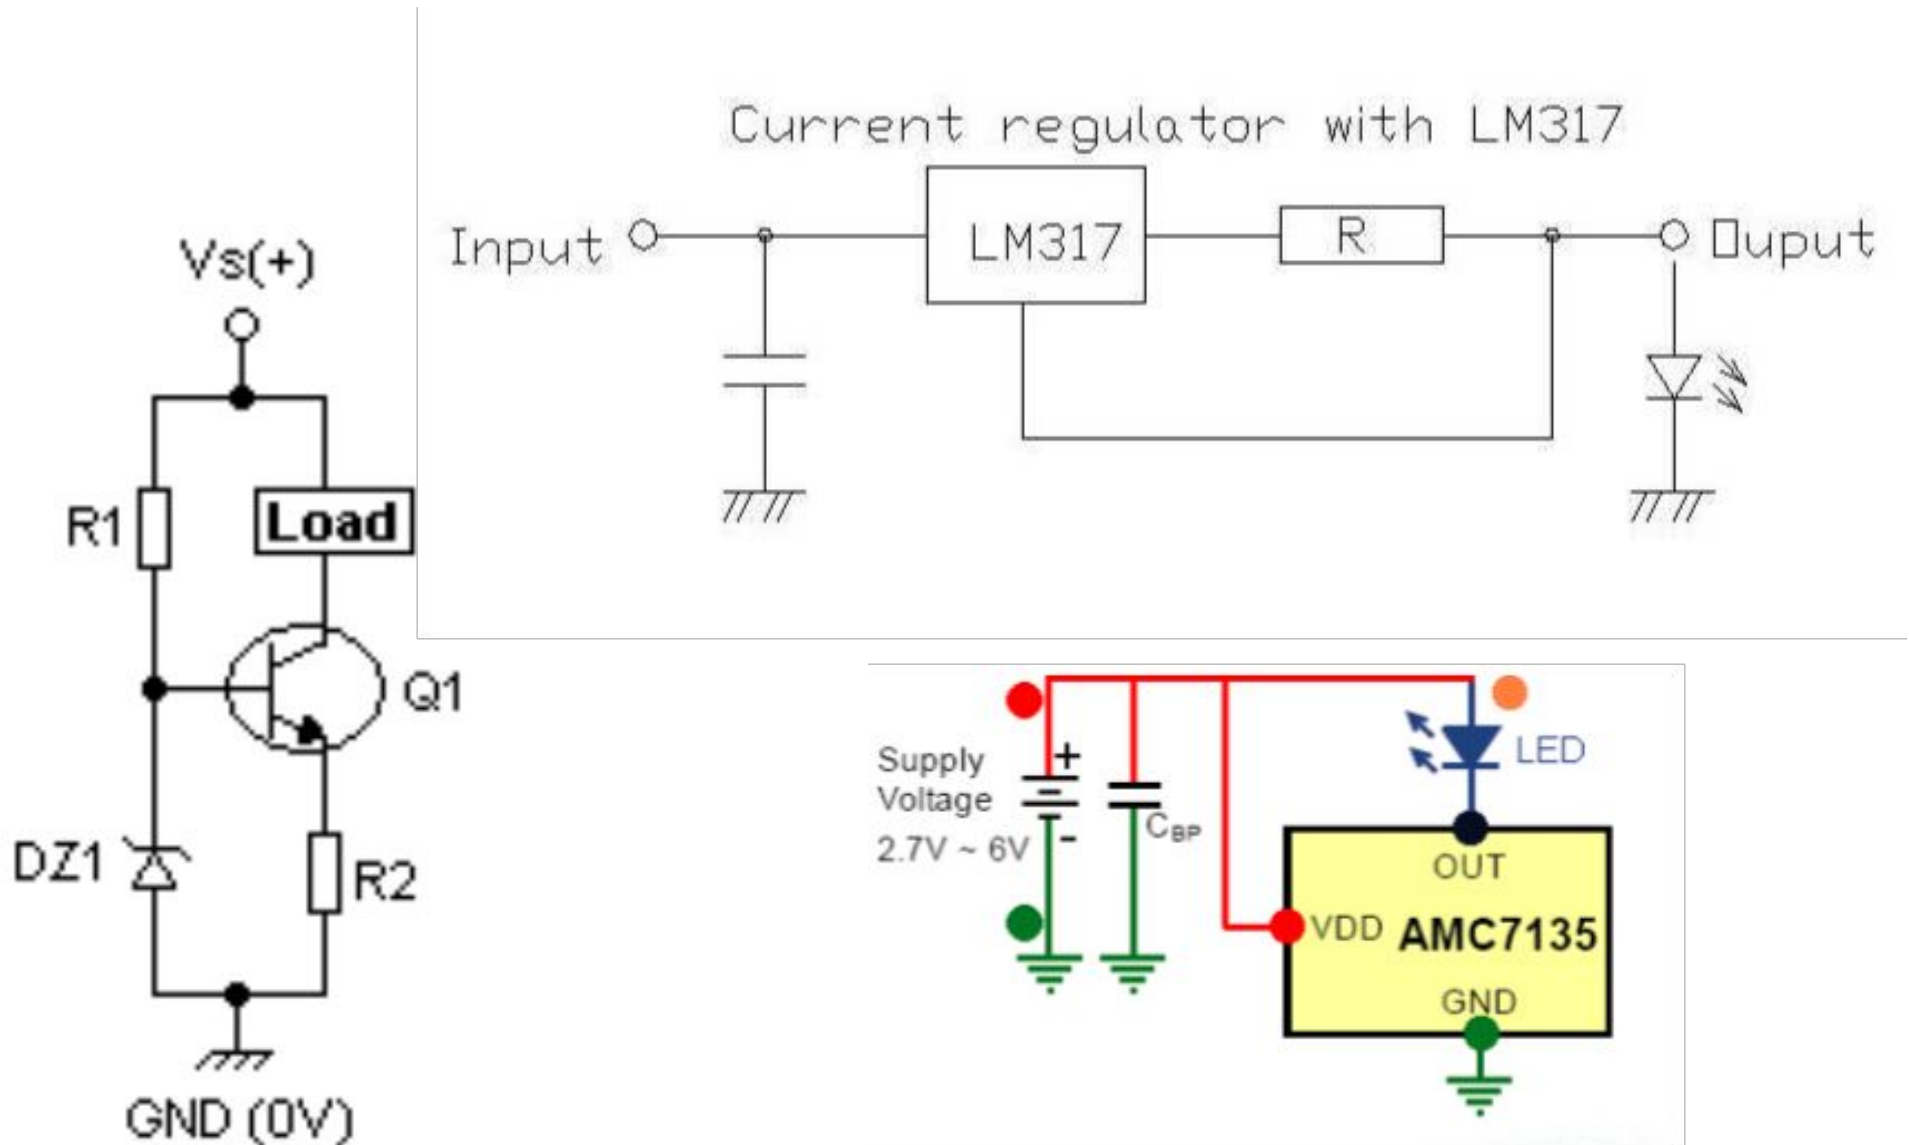 Current regulator with LM317
Input
LM317
R
Ouput
Vs(+)
R1
Load
Q1
DZ1
R2
GND (0V)
Supply
Voltage
2.7V ~ 6V
+
-
CBP
LED
OUT
VDD
AMC7135
GND